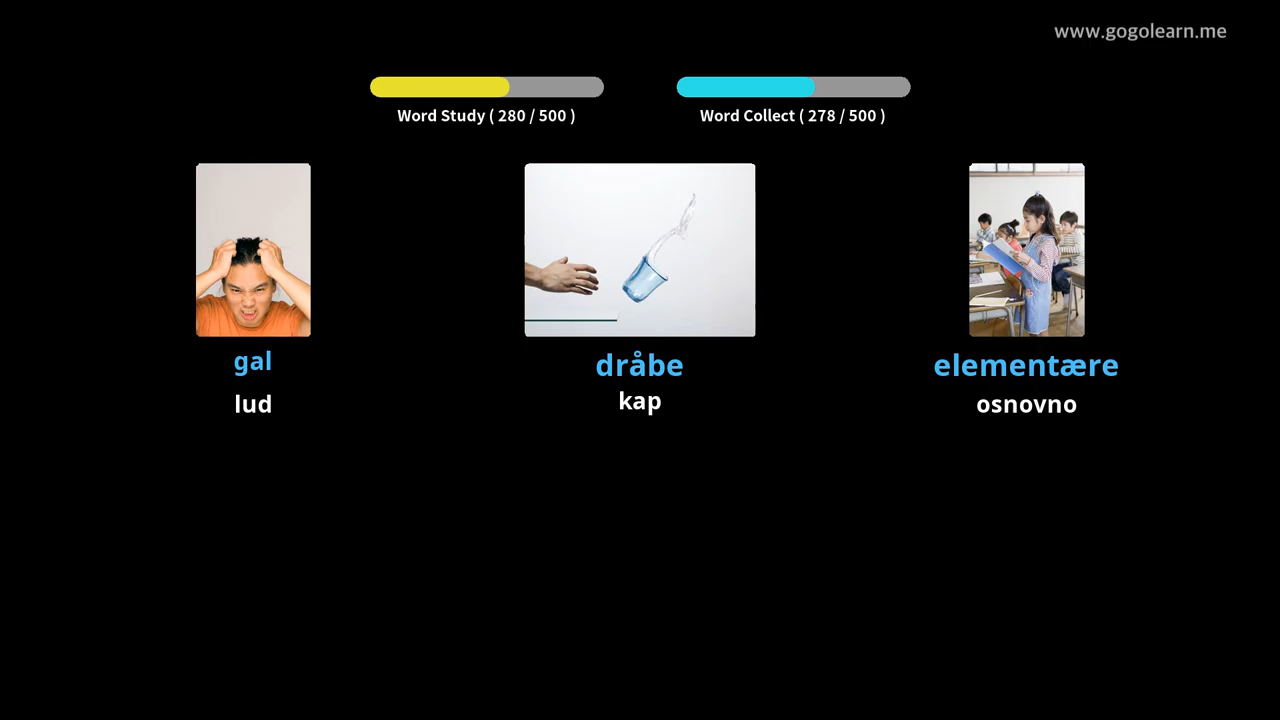 www.gogolearn.me
Word Study ( 280 / 500 )
Word Collect ( 278 / 500 )
gal
lud
dråbe
kap
elementære
osnovno